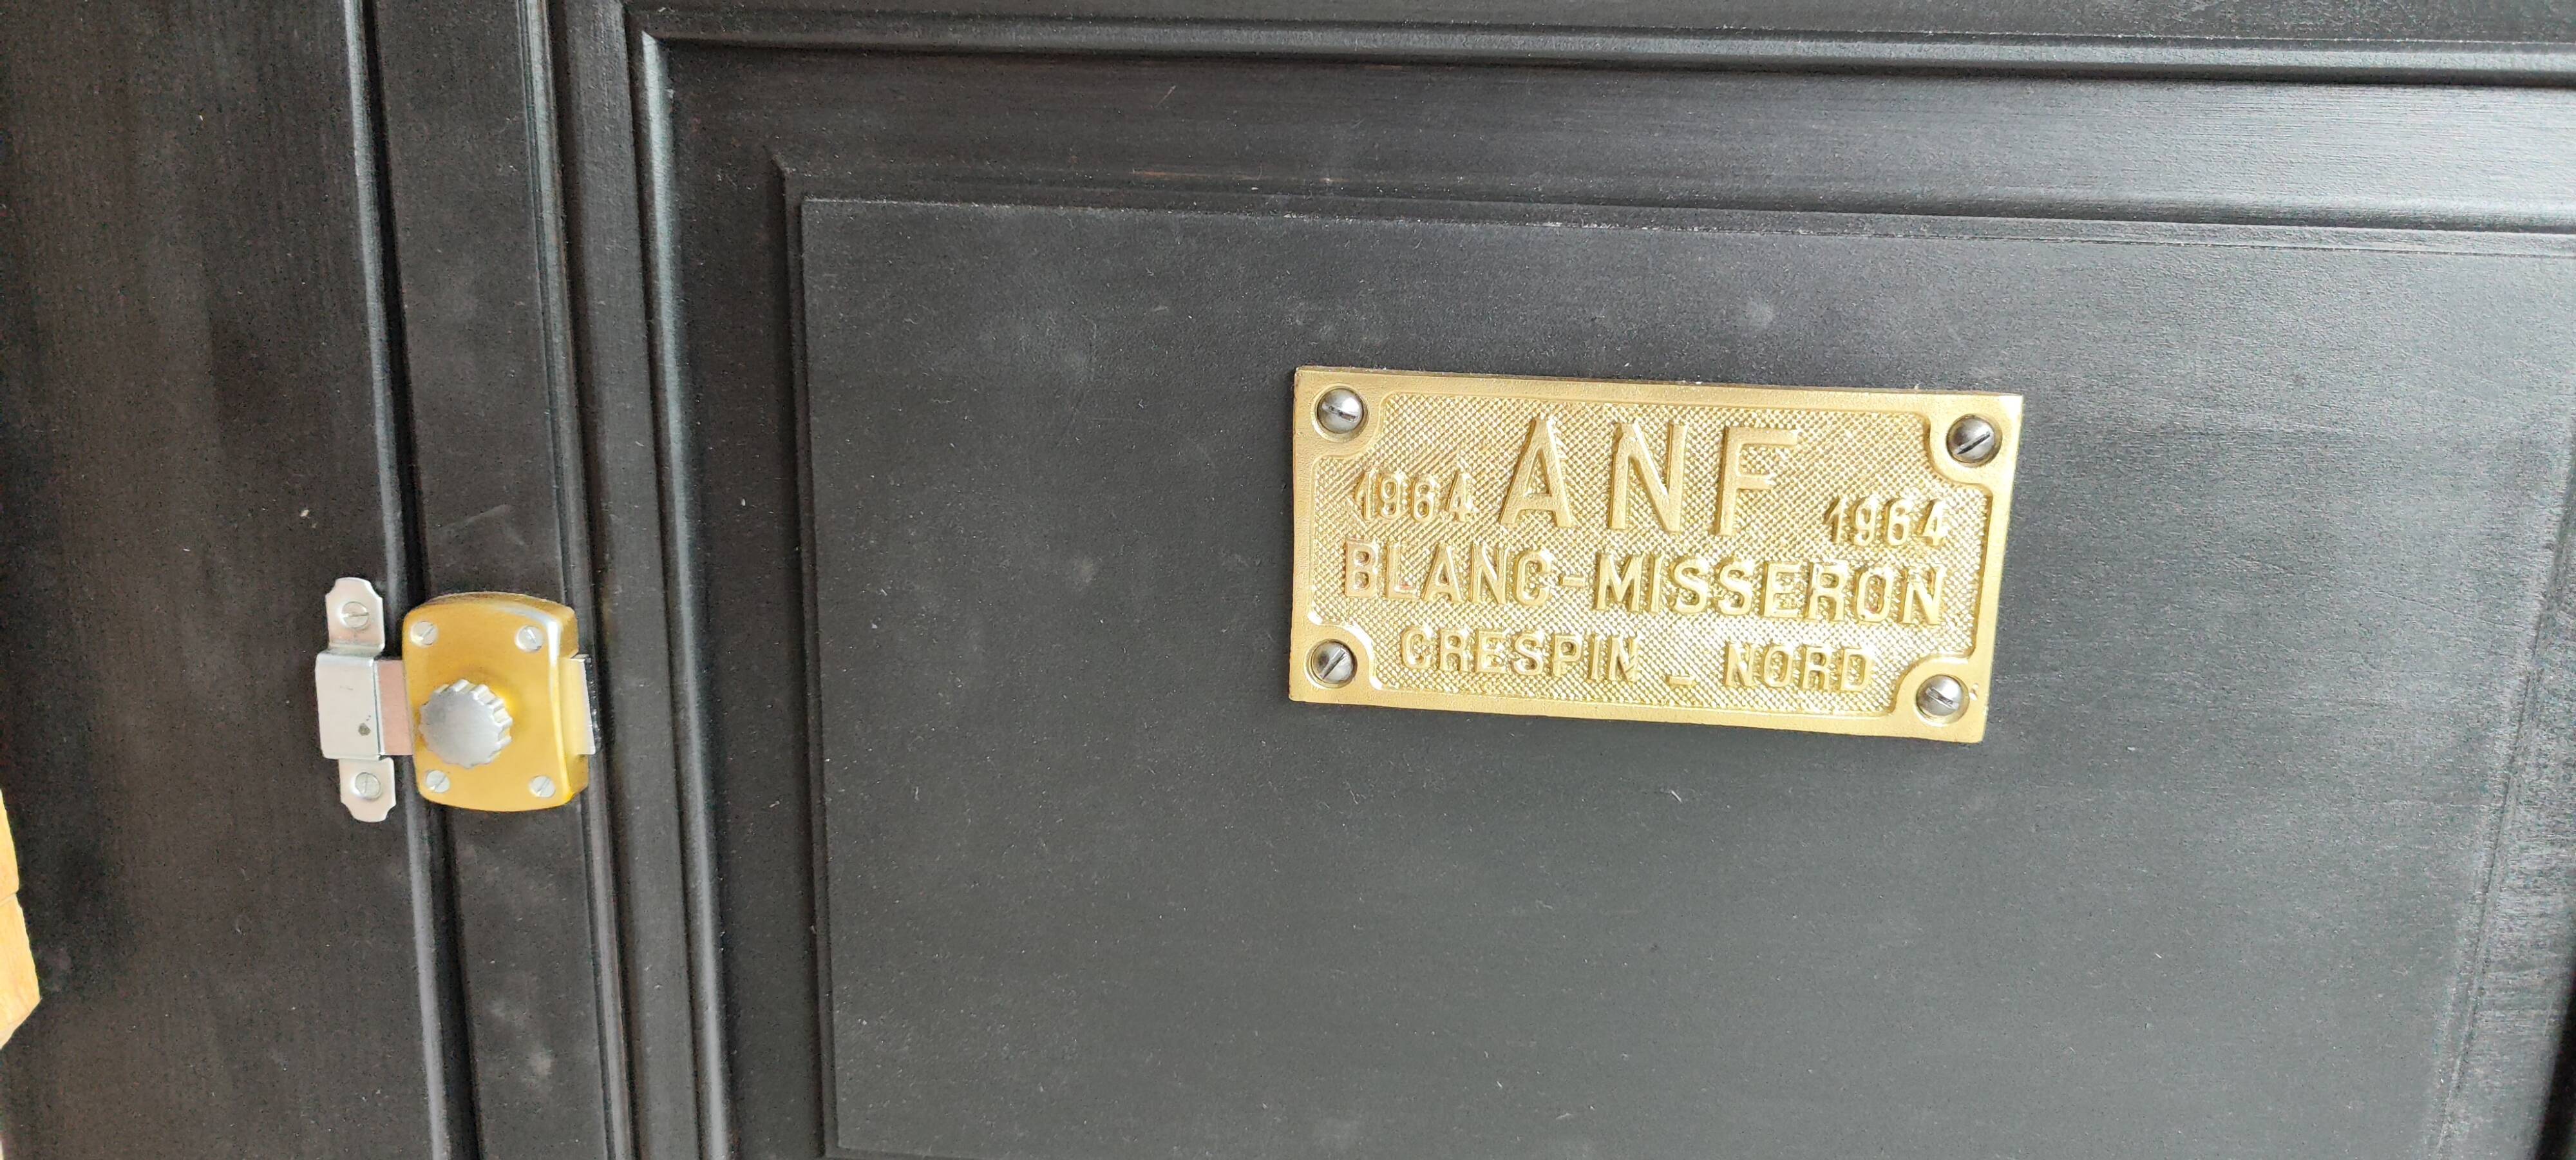 1964 ANF 1964
BLANC-MISSERON
CRESPIN _ NORD